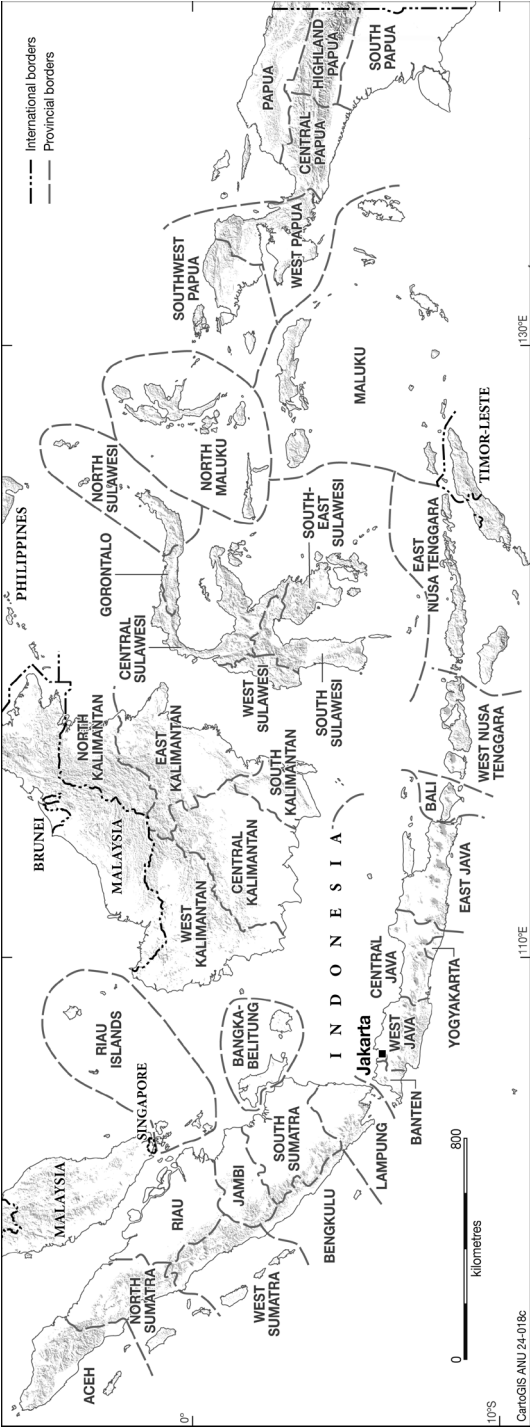 International borders
Provincial borders
PHILIPPINES
BRUNEI
MALAYSIA
MALAYSIA
SINGAPORE
ACEH
NORTH
SUMATRA
RIAU
RIAU
ISLANDS
WEST
SUMATRA
JAMBI
BENGKULU
SOUTH
SUMATRA
BANGKA-
BELITUNG
LAMPUNG
BANTEN
Jakarta
WEST
JAVA
CENTRAL
JAVA
YOGYAKARTA
EAST JAVA
BALI
INDONESIA
WEST
KALIMANTAN
CENTRAL
KALIMANTAN
SOUTH
KALIMANTAN
EAST
KALIMANTAN
NORTH
KALIMANTAN
WEST NUSA
TENGGARA
EAST
NUSA TENGGARA
CENTRAL
SULAWESI
GORONTALO
NORTH
SULAWESI
WEST
SULAWESI
SOUTH
SULAWESI
SOUTH-
EAST
SULAWESI
NORTH
MALUKU
MALUKU
TIMOR-LESTE
SOUTHWEST
PAPUA
WEST PAPUA
PAPUA
CENTRAL
PAPUA
HIGHLAND
PAPUA
SOUTH
PAPUA
0°
10°S
110°E
130°E
0
800
kilometres
CartoGIS ANU 24-018c